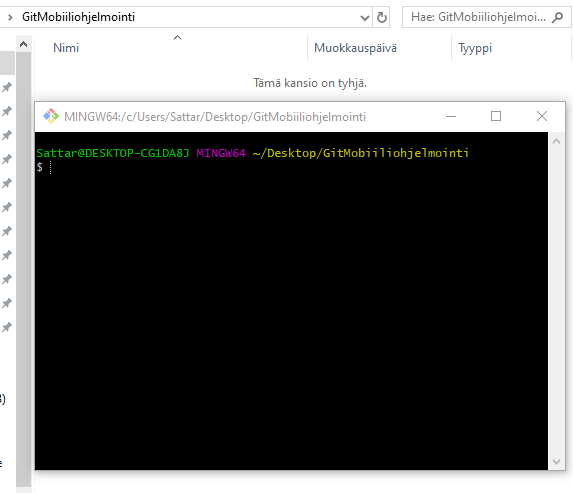 GitMobiiliohjelmointi
Hae: GitMobiiliohjelmoi...
Nimi
Muokkauspäivä
Tyyppi
Tämä kansio on tyhjä.
MINGW64:/c/Users/Sattar/Desktop/GitMobiiliohjelmointi
Sattar@DESKTOP-CG1DA8J MINGW64 ~/Desktop/GitMobiiliohjelmointi
$
)
e